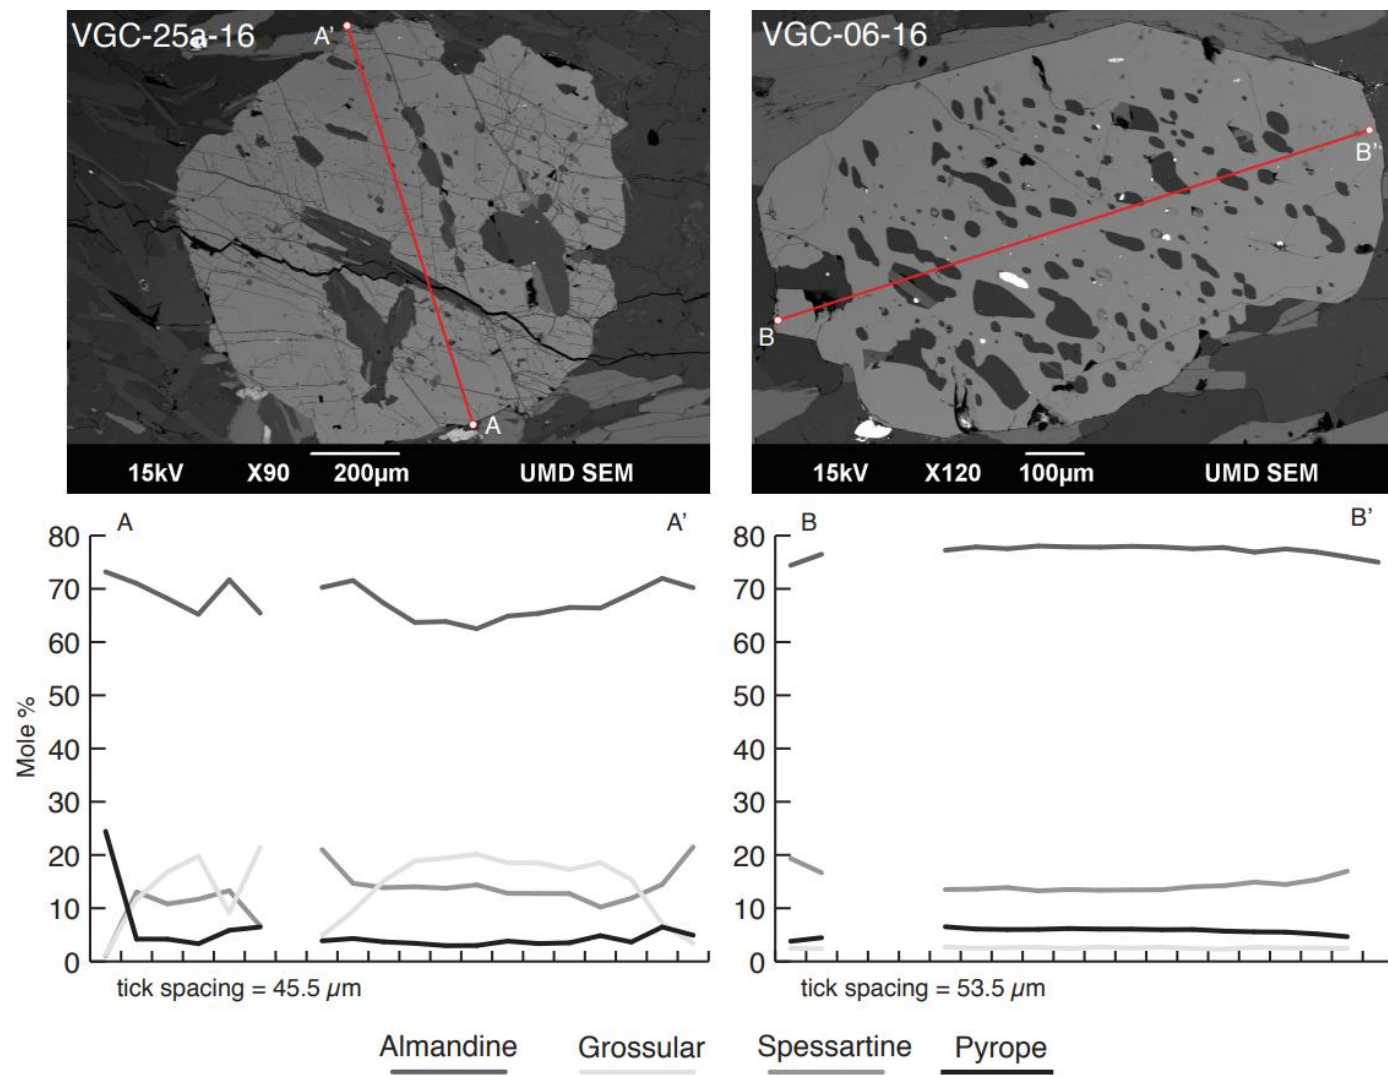 VGC-25a-16
A'
A
15kV X90 200µm UMD SEM
VGC-06-16
B'
B
15kV X120 100µm UMD SEM
A A'
80
70
60
50
40
30
20
10
0
Mole %
tick spacing = 45.5 µm
B B'
80
70
60
50
40
30
20
10
0
tick spacing = 53.5 µm
Almandine Grossular Spessartine Pyrope